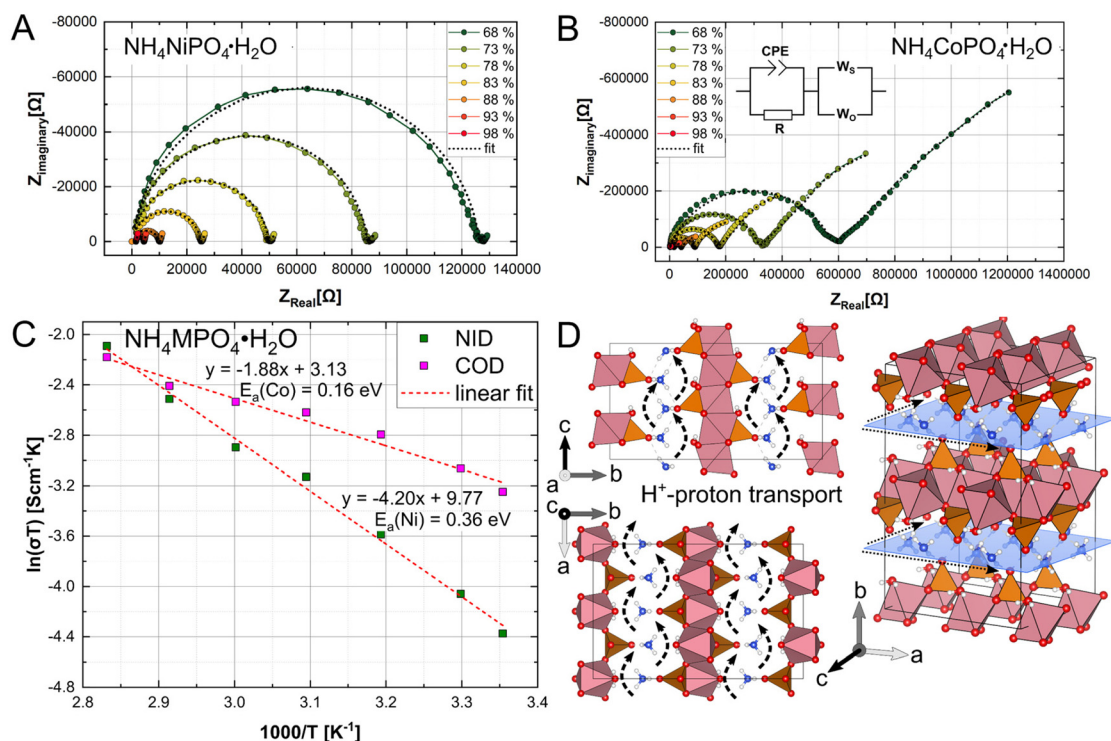 A
NH₄NiPO₄•H₂O
68 %
73 %
78 %
83 %
88 %
93 %
98 %
fit
-60000
-40000
-20000
0
Zimaginary[Ω]
0 20000 40000 60000 80000 100000 120000 140000
ZReal[Ω]
B
NH₄CoPO₄•H₂O
68 %
73 %
78 %
83 %
88 %
93 %
98 %
fit
CPE
R
WS
WO
-800000
-600000
-400000
-200000
0
Zimaginary[Ω]
0 200000 400000 600000 800000 1000000 1200000 1400000
ZReal[Ω]
C
NH₄MPO₄•H₂O
NID
COD
linear fit
y = -1.88x + 3.13
Ea(Co) = 0.16 eV
y = -4.20x + 9.77
Ea(Ni) = 0.36 eV
-2.0
-2.4
-2.8
-3.2
-3.6
-4.0
-4.4
-4.8
ln(σT) [Scm⁻¹K]
2.8 2.9 3.0 3.1 3.2 3.3 3.4
1000/T [K⁻¹]
D
c
a
b
H⁺-proton transport
c
b
a
b
a
c